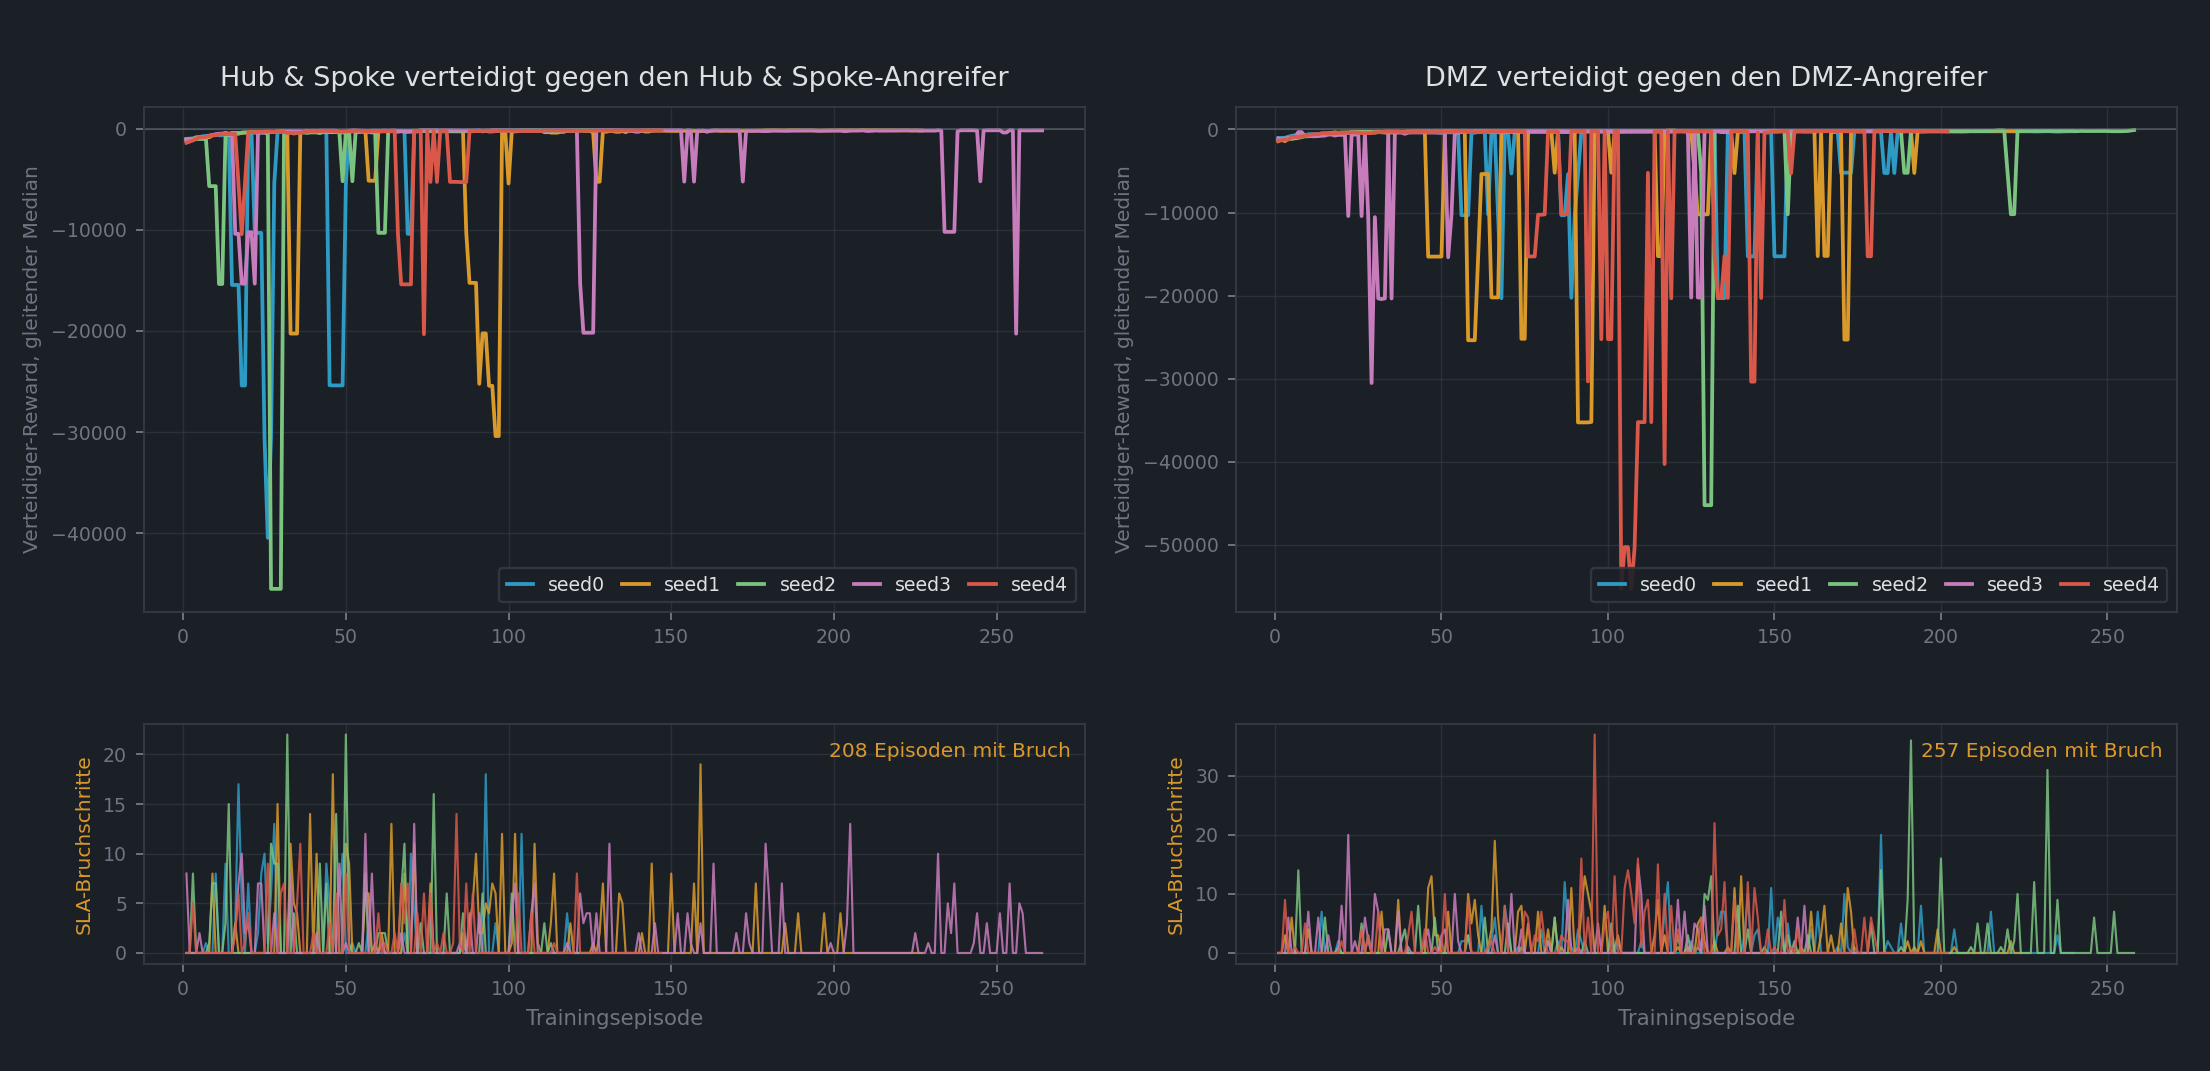 Hub & Spoke verteidigt gegen den Hub & Spoke-Angreifer
Verteidiger-Reward, gleitender Median
0
−10000
−20000
−30000
−40000
seed0 seed1 seed2 seed3 seed4
0 50 100 150 200 250
DMZ verteidigt gegen den DMZ-Angreifer
Verteidiger-Reward, gleitender Median
0
−10000
−20000
−30000
−40000
−50000
seed0 seed1 seed2 seed3 seed4
0 50 100 150 200 250
SLA-Bruchschritte
208 Episoden mit Bruch
20
15
10
5
0
0 50 100 150 200 250
Trainingsepisode
SLA-Bruchschritte
257 Episoden mit Bruch
30
20
10
0
0 50 100 150 200 250
Trainingsepisode